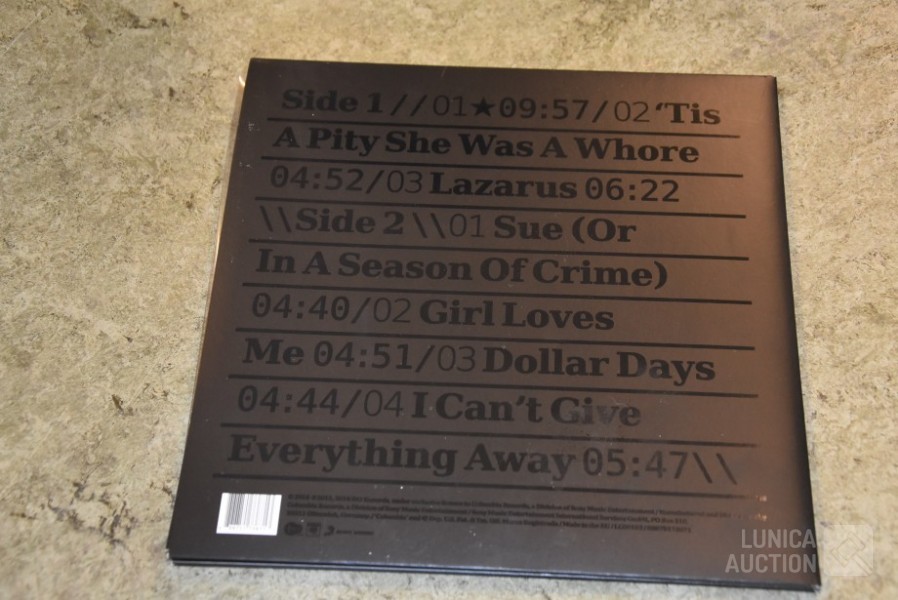 Side 1 // 01 ★ 09:57 / 02 ‘Tis
A Pity She Was A Whore
04:52 / 03 Lazarus 06:22
\\ Side 2 \\ 01 Sue (Or
In A Season Of Crime)
04:40 / 02 Girl Loves
Me 04:51 / 03 Dollar Days
04:44 / 04 I Can’t Give
Everything Away 05:47 \\
LUNICA
AUCTION